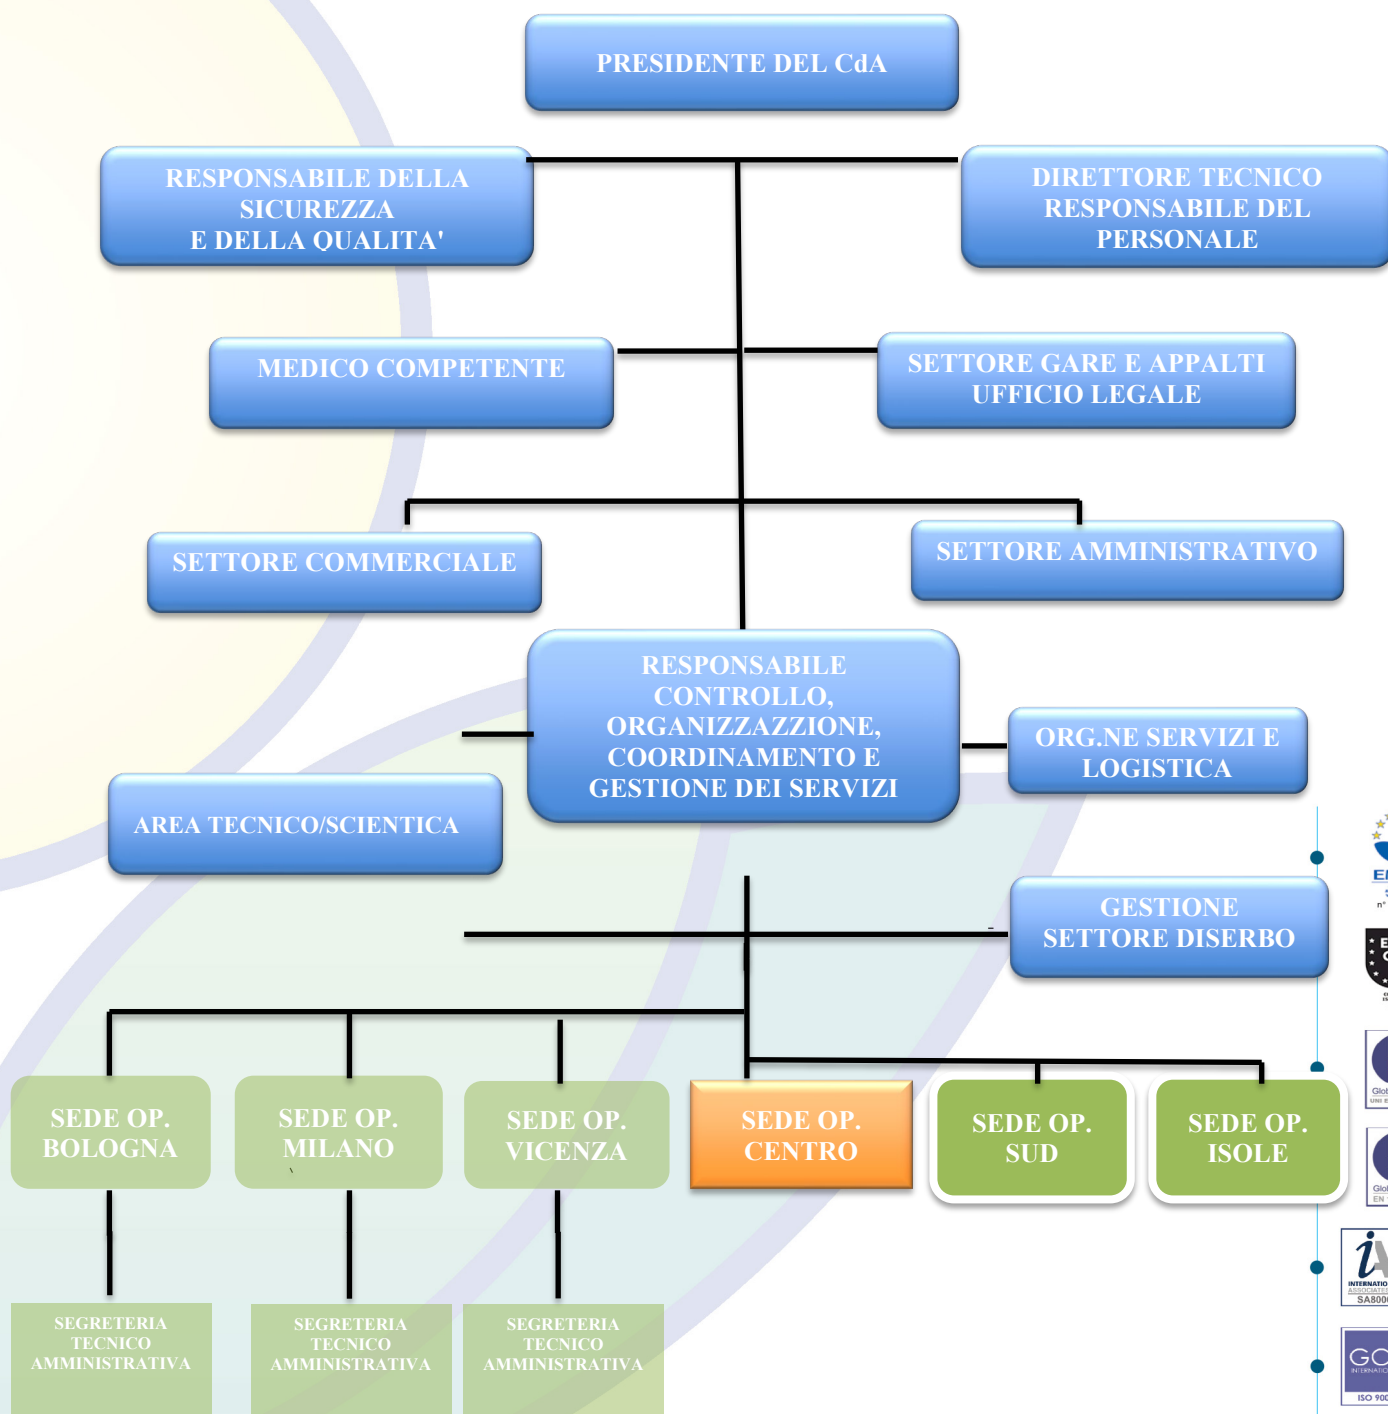 PRESIDENTE DEL CdA
RESPONSABILE DELLA
SICUREZZA
E DELLA QUALITA'
DIRETTORE TECNICO
RESPONSABILE DEL
PERSONALE
MEDICO COMPETENTE
SETTORE GARE E APPALTI
UFFICIO LEGALE
SETTORE COMMERCIALE
SETTORE AMMINISTRATIVO
RESPONSABILE
CONTROLLO,
ORGANIZZAZZIONE,
COORDINAMENTO E
GESTIONE DEI SERVIZI
ORG.NE SERVIZI E
LOGISTICA
AREA TECNICO/SCIENTICA
GESTIONE
SETTORE DISERBO
SEDE OP.
BOLOGNA
SEDE OP.
MILANO
SEDE OP.
VICENZA
SEDE OP.
CENTRO
SEDE OP.
SUD
SEDE OP.
ISOLE
SEGRETERIA
TECNICO
AMMINISTRATIVA
SEGRETERIA
TECNICO
AMMINISTRATIVA
SEGRETERIA
TECNICO
AMMINISTRATIVA